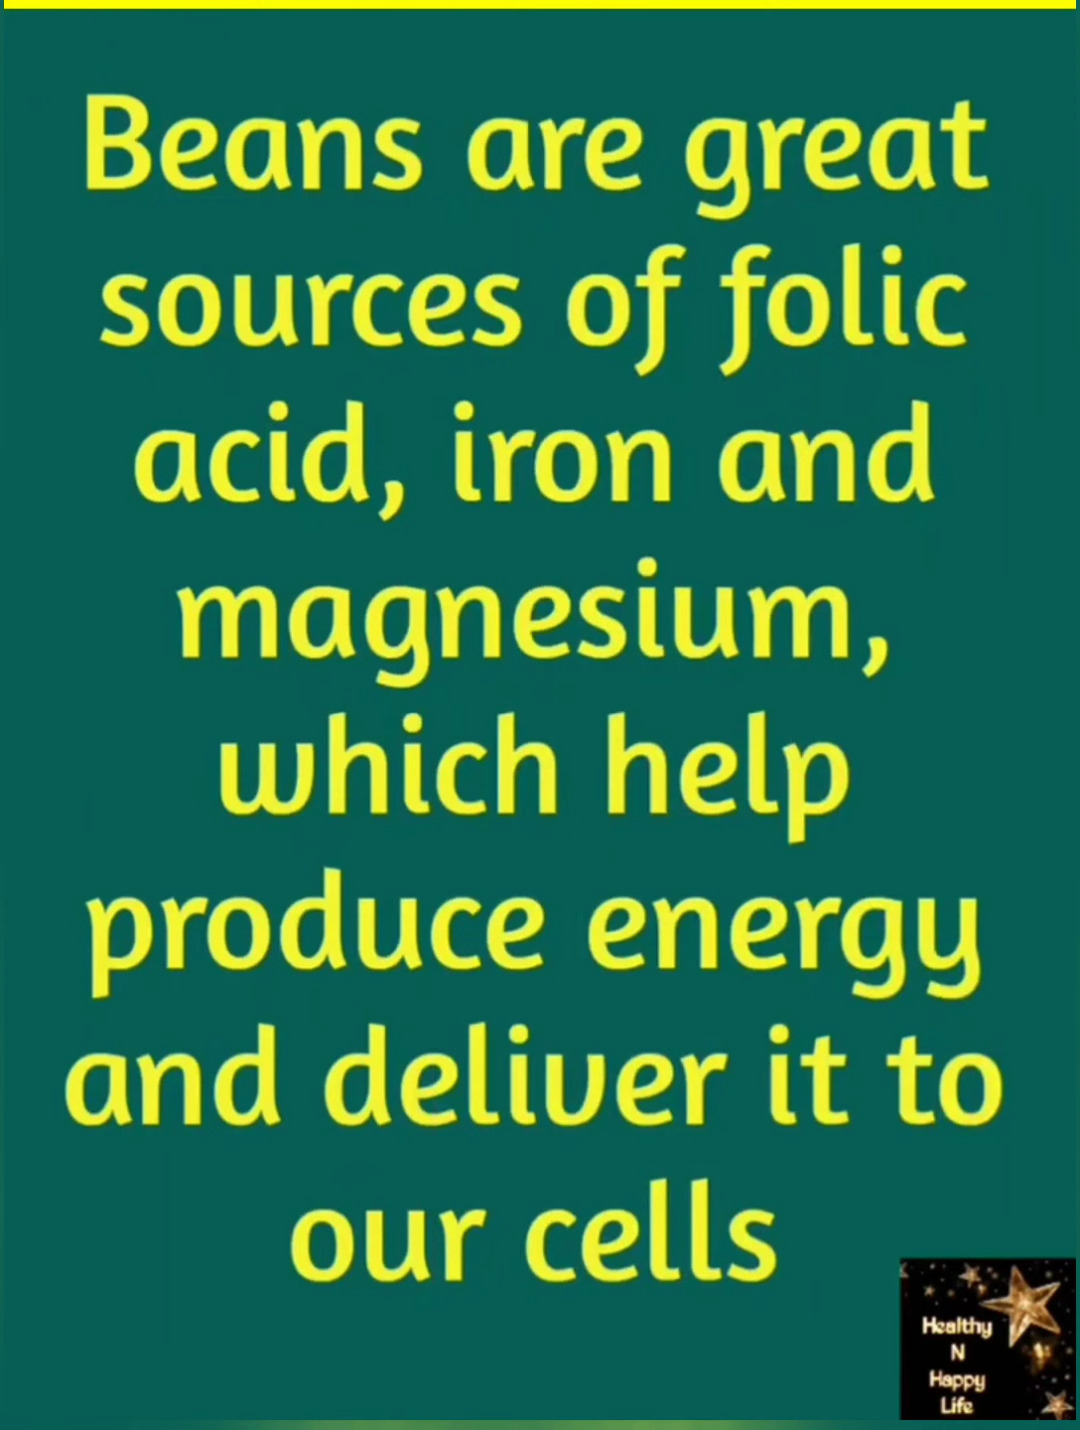 Beans are great
sources of folic
acid, iron and
magnesium,
which help
produce energy
and deliver it to
our cells
Healthy
N
Happy
Life